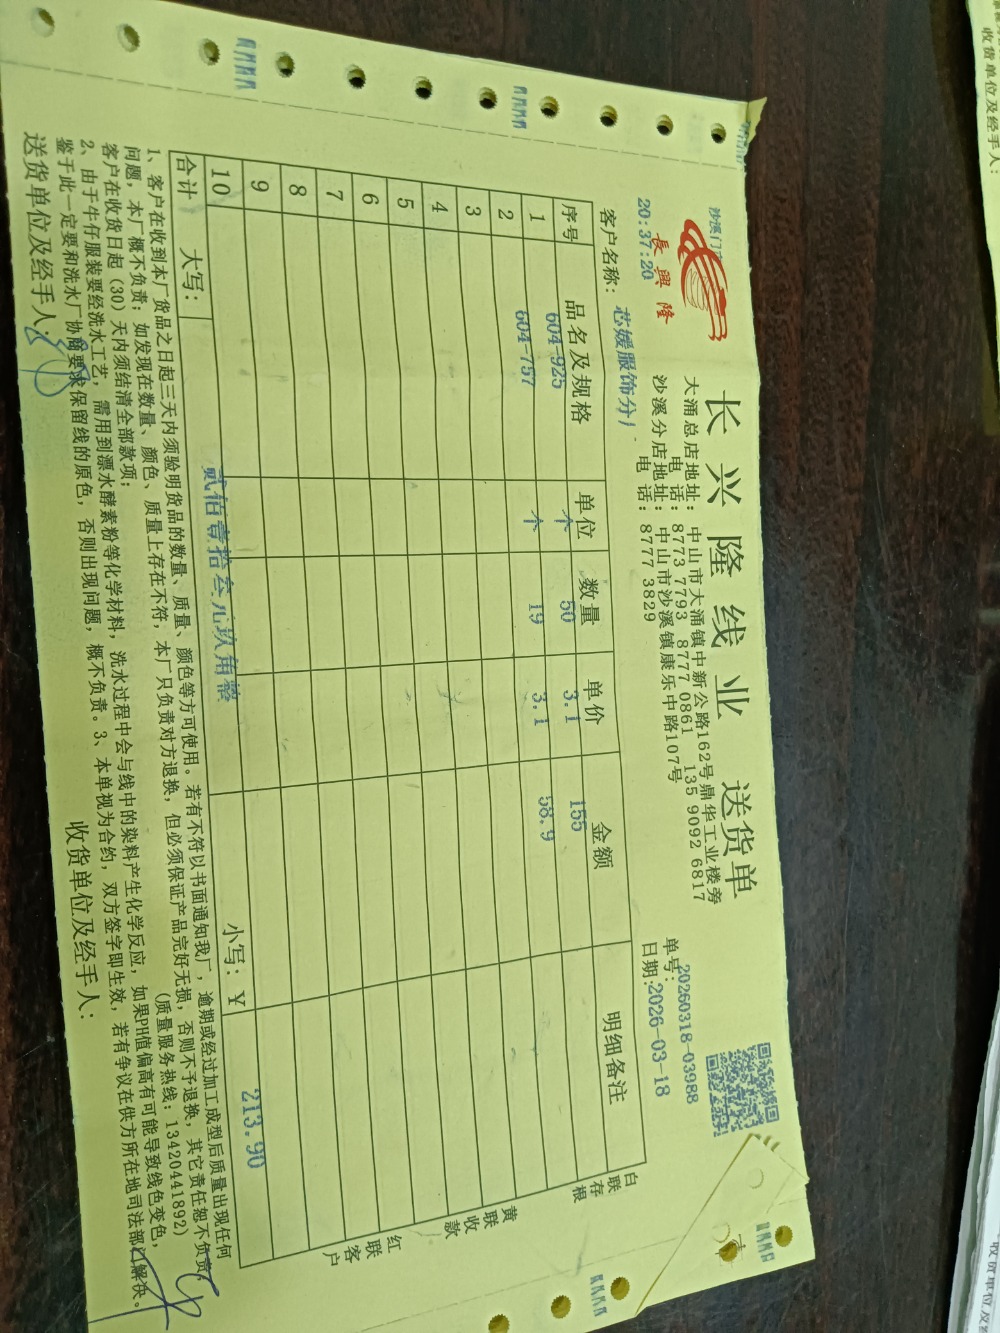 長興隆
长兴隆线业 送货单
沙溪门
20:37:20
大涌总店地址: 中山市大涌镇中新公路162号鼎华工业楼旁
电 话: 8773 7793 8777 0861 135 9092 6817
沙溪分店地址: 中山市沙溪镇康乐中路107号
电 话: 8777 3829
单号:20260318-03988
日期:2026-03-18
客户名称: 芯媛服饰分厂
序号 品名及规格 单位 数量 单价 金额 明细备注
1 604-925 个 50 3.1 155
2 604-757 个 19 3.1 58.9
3
4
5
6
7
8
9
10
合计 大写: 贰佰壹拾叁元玖角整 小写: ¥ 213.90
白联存根
黄联收款
红联客户
1、客户在收到本厂货品之日起三天内须验明货品的数量、质量、颜色等方可使用。若有不符以书面通知我厂,逾期或经过加工成型后质量出现任何
问题,本厂概不负责;如发现在数量、颜色、质量上存在不符,本厂只负责对方退换,但必须保证产品完好无损,否则不予退换,其它责任恕不负责。
客户在收货日起(30)天内须结清全部款项; (质量服务热线:13420441892)
2、由于牛仔服装要经洗水工艺,需用到漂水酵素粉等化学材料,洗水过程中会与线中的染料产生化学反应,如果PH值偏高有可能导致线色变色,
鉴于此一定要和洗水厂协商要求保留线的原色,否则出现问题,概不负责。3、本单视为合约,双方签字即生效,若有争议在供方所在地司法部门解决。
送货单位及经手人: 收货单位及经手人:
收货单位及经手人: